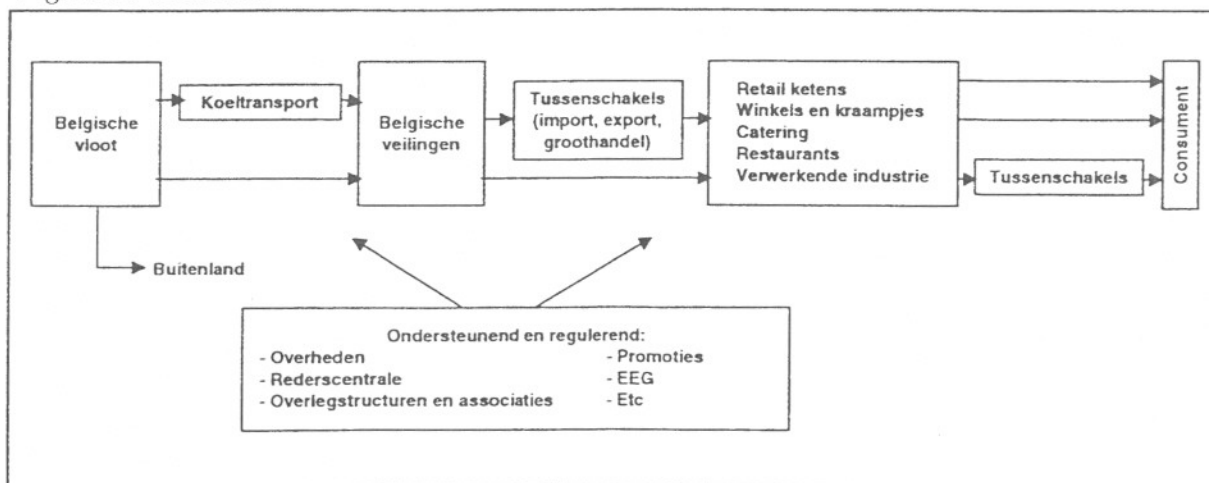 Belgische
vloot
Koeltransport
Belgische
veilingen
Tussenschakels
(import, export,
groothandel)
Retail ketens
Winkels en kraampjes
Catering
Restaurants
Verwerkende industrie
Tussenschakels
Consument
Buitenland
Ondersteunend en regulerend:
- Overheden
- Rederscentrale
- Overlegstructuren en associaties
- Promoties
- EEG
- Etc